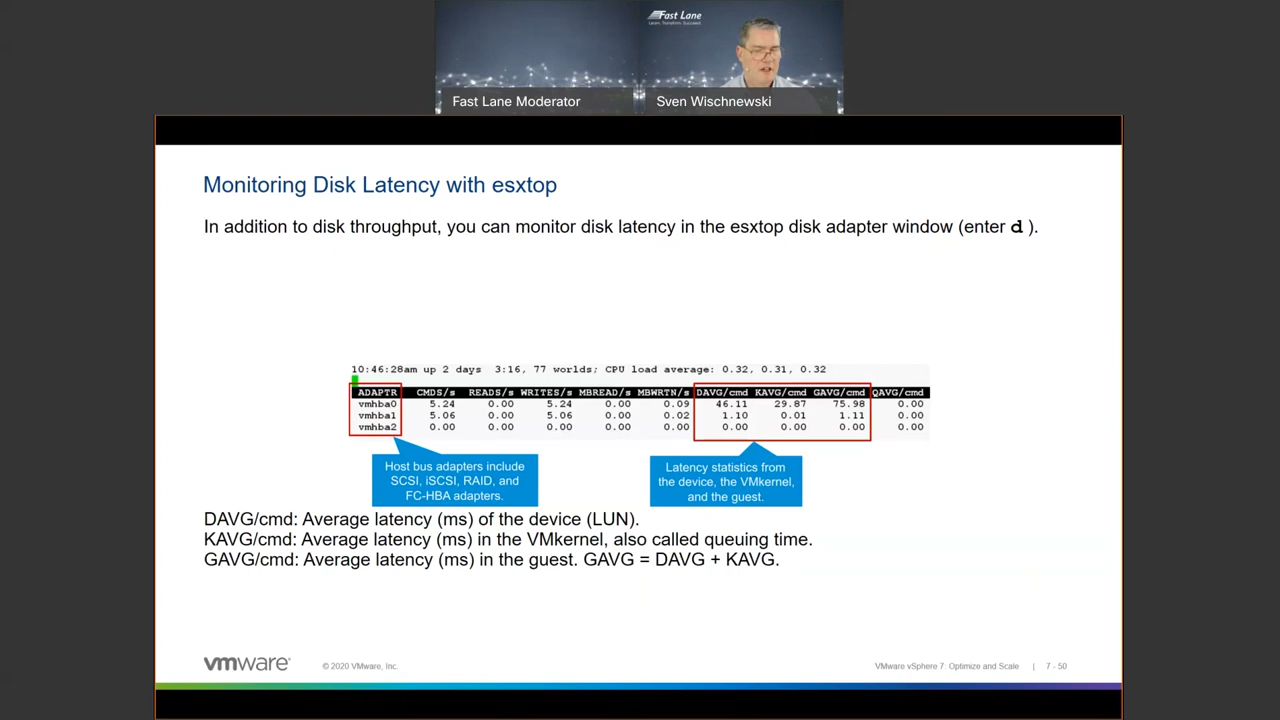 Fast Lane
Fast Lane Moderator
Sven Wischnewski
Monitoring Disk Latency with esxtop
In addition to disk throughput, you can monitor disk latency in the esxtop disk adapter window (enter d ).
10:46:28am up 2 days 3:16, 77 worlds; CPU load average: 0.32, 0.31, 0.32
ADAPTR CMDS/s READS/s WRITES/s MBREAD/s MBWRTN/s DAVG/cmd KAVG/cmd GAVG/cmd QAVG/cmd
vmhba0 5.24 0.00 5.24 0.00 0.09 46.11 29.87 75.98 0.00
vmhba1 5.06 0.00 5.06 0.00 0.02 1.10 0.01 1.11 0.00
vmhba2 0.00 0.00 0.00 0.00 0.00 0.00 0.00 0.00 0.00
Host bus adapters include
SCSI, iSCSI, RAID, and
FC-HBA adapters.
Latency statistics from
the device, the VMkernel,
and the guest.
DAVG/cmd: Average latency (ms) of the device (LUN).
KAVG/cmd: Average latency (ms) in the VMkernel, also called queuing time.
GAVG/cmd: Average latency (ms) in the guest. GAVG = DAVG + KAVG.
vmware®
© 2020 VMware, Inc.
VMware vSphere 7: Optimize and Scale | 7 - 50